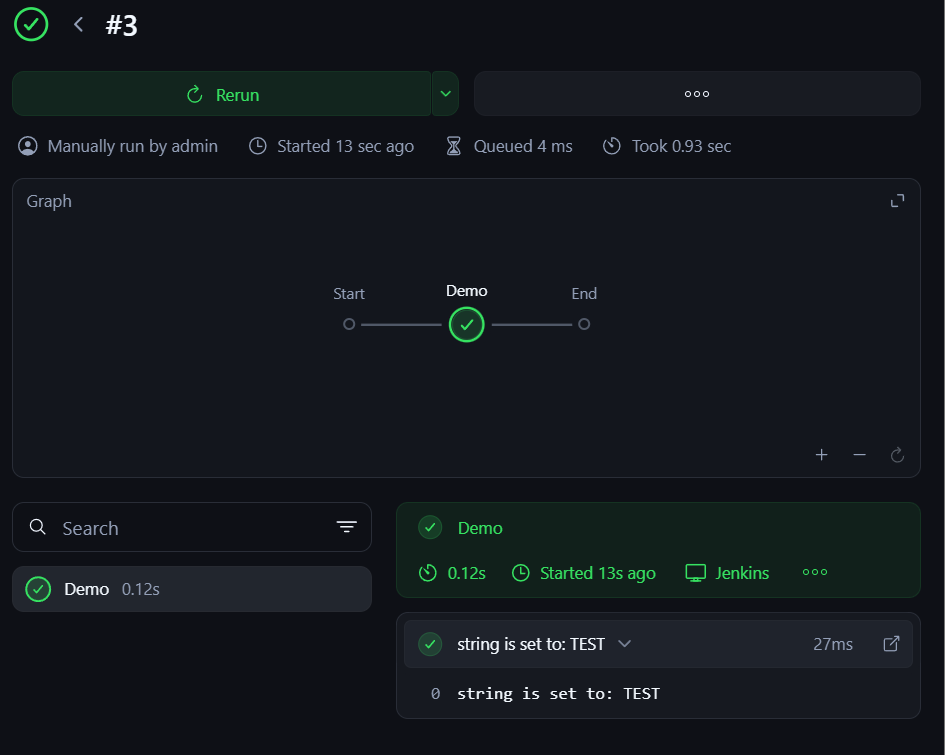 #3
Rerun
Manually run by admin Started 13 sec ago Queued 4 ms Took 0.93 sec
Graph
Start Demo End
Search
Demo 0.12s
Demo
0.12s Started 13s ago Jenkins
string is set to: TEST 27ms
0 string is set to: TEST